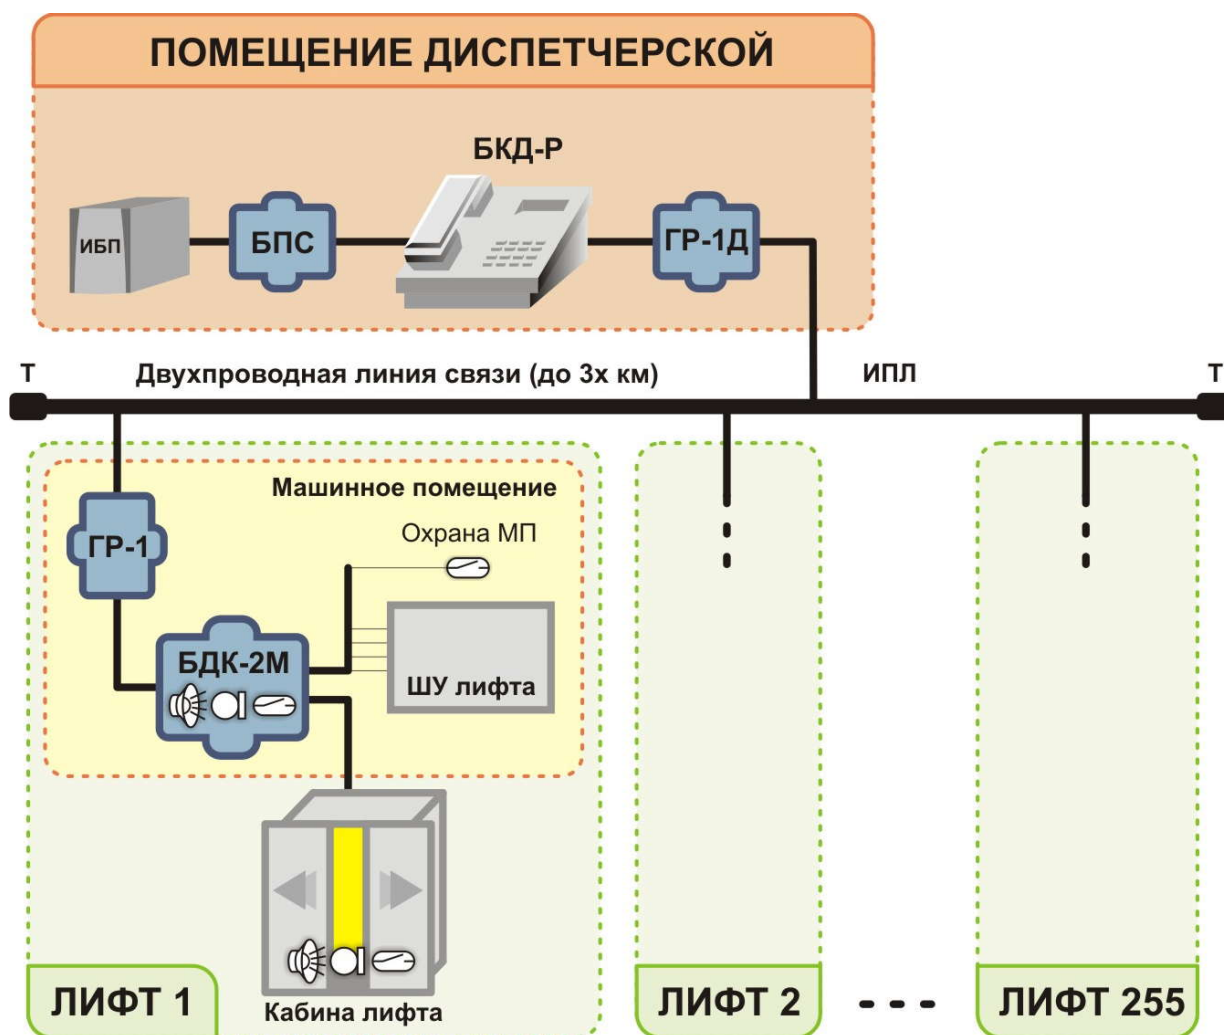 ПОМЕЩЕНИЕ ДИСПЕТЧЕРСКОЙ
БКД-Р
ИБП
БПС
ГР-1Д
Т
Двухпроводная линия связи (до 3х км)
ИПЛ
Т
Машинное помещение
Охрана МП
ГР-1
БДК-2М
ШУ лифта
Кабина лифта
ЛИФТ 1
ЛИФТ 2
ЛИФТ 255